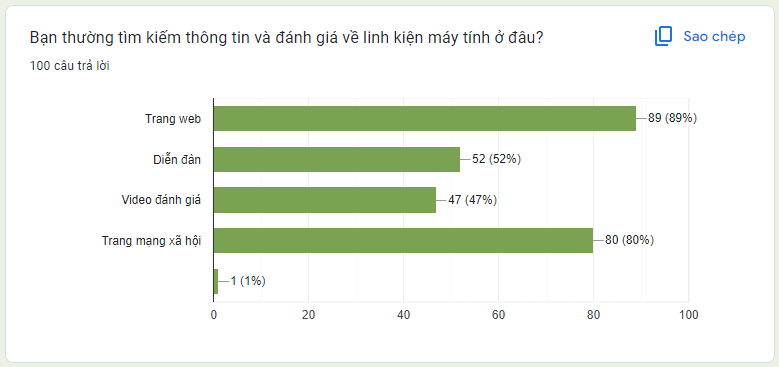 Bạn thường tìm kiếm thông tin và đánh giá về linh kiện máy tính ở đâu?
Sao chép
100 câu trả lời
Trang web
89 (89%)
Diễn đàn
52 (52%)
Video đánh giá
47 (47%)
Trang mạng xã hội
80 (80%)
1 (1%)
0 20 40 60 80 100